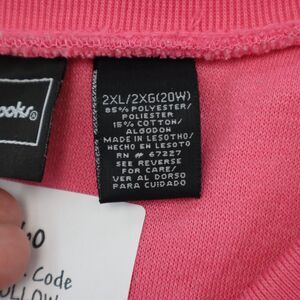 ooks®
2XL/2XG(20W)
85% POLYESTER/
POLIESTER
15% COTTON/
ALGODON
MADE IN LESOTHO/
HECHO EN LESOTO
RN # 67227
SEE REVERSE
FOR CARE/
VER AL DORSO
PARA CUIDADO
Code